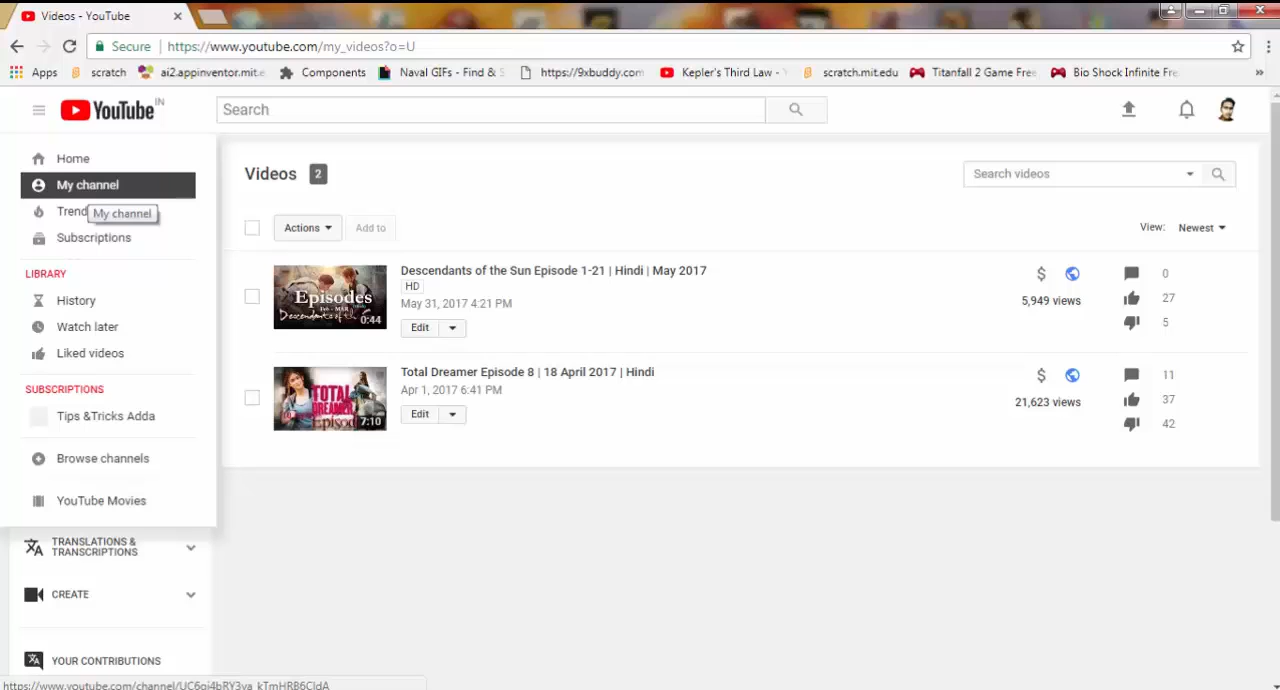 Videos - YouTube
Secure | https://www.youtube.com/my_videos?o=U
Apps scratch ai2.appinventor.mit.e Components Naval GIFs - Find & S https://9xbuddy.com Kepler's Third Law - Y scratch.mit.edu Titanfall 2 Game Free Bio Shock Infinite Fre »
YouTube IN
Search
Home
My channel
Trend
My channel
Subscriptions
LIBRARY
History
Watch later
Liked videos
SUBSCRIPTIONS
Tips &Tricks Adda
Browse channels
YouTube Movies
TRANSLATIONS &
TRANSCRIPTIONS
CREATE
YOUR CONTRIBUTIONS
Videos 2
Search videos
Actions Add to
View: Newest
Episodes
0:44
Descendants of the Sun Episode 1-21 | Hindi | May 2017
HD
May 31, 2017 4:21 PM
Edit
$
5,949 views
0
27
5
TOTAL
DREAMER
7:10
Total Dreamer Episode 8 | 18 April 2017 | Hindi
Apr 1, 2017 6:41 PM
Edit
$
21,623 views
11
37
42